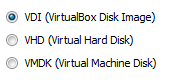 VDI (VirtualBox Disk Image)
VHD (Virtual Hard Disk)
VMDK (Virtual Machine Disk)